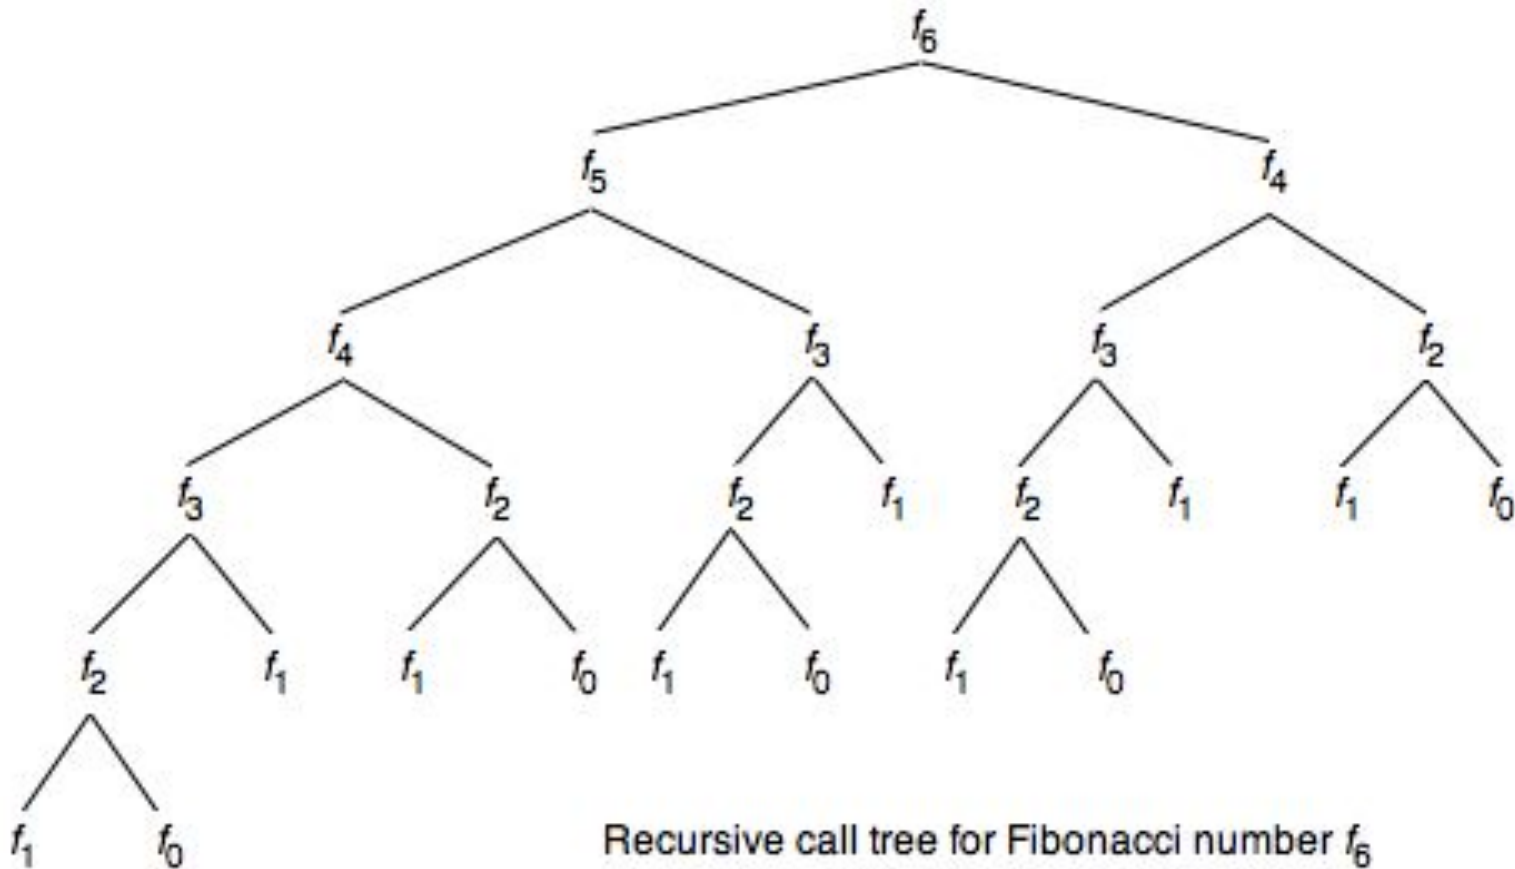 f₆
f₅ f₄
f₄ f₃ f₃ f₂
f₃ f₂ f₂ f₁ f₂ f₁ f₁ f₀
f₂ f₁ f₁ f₀ f₁ f₀ f₁ f₀
f₁ f₀
Recursive call tree for Fibonacci number f₆